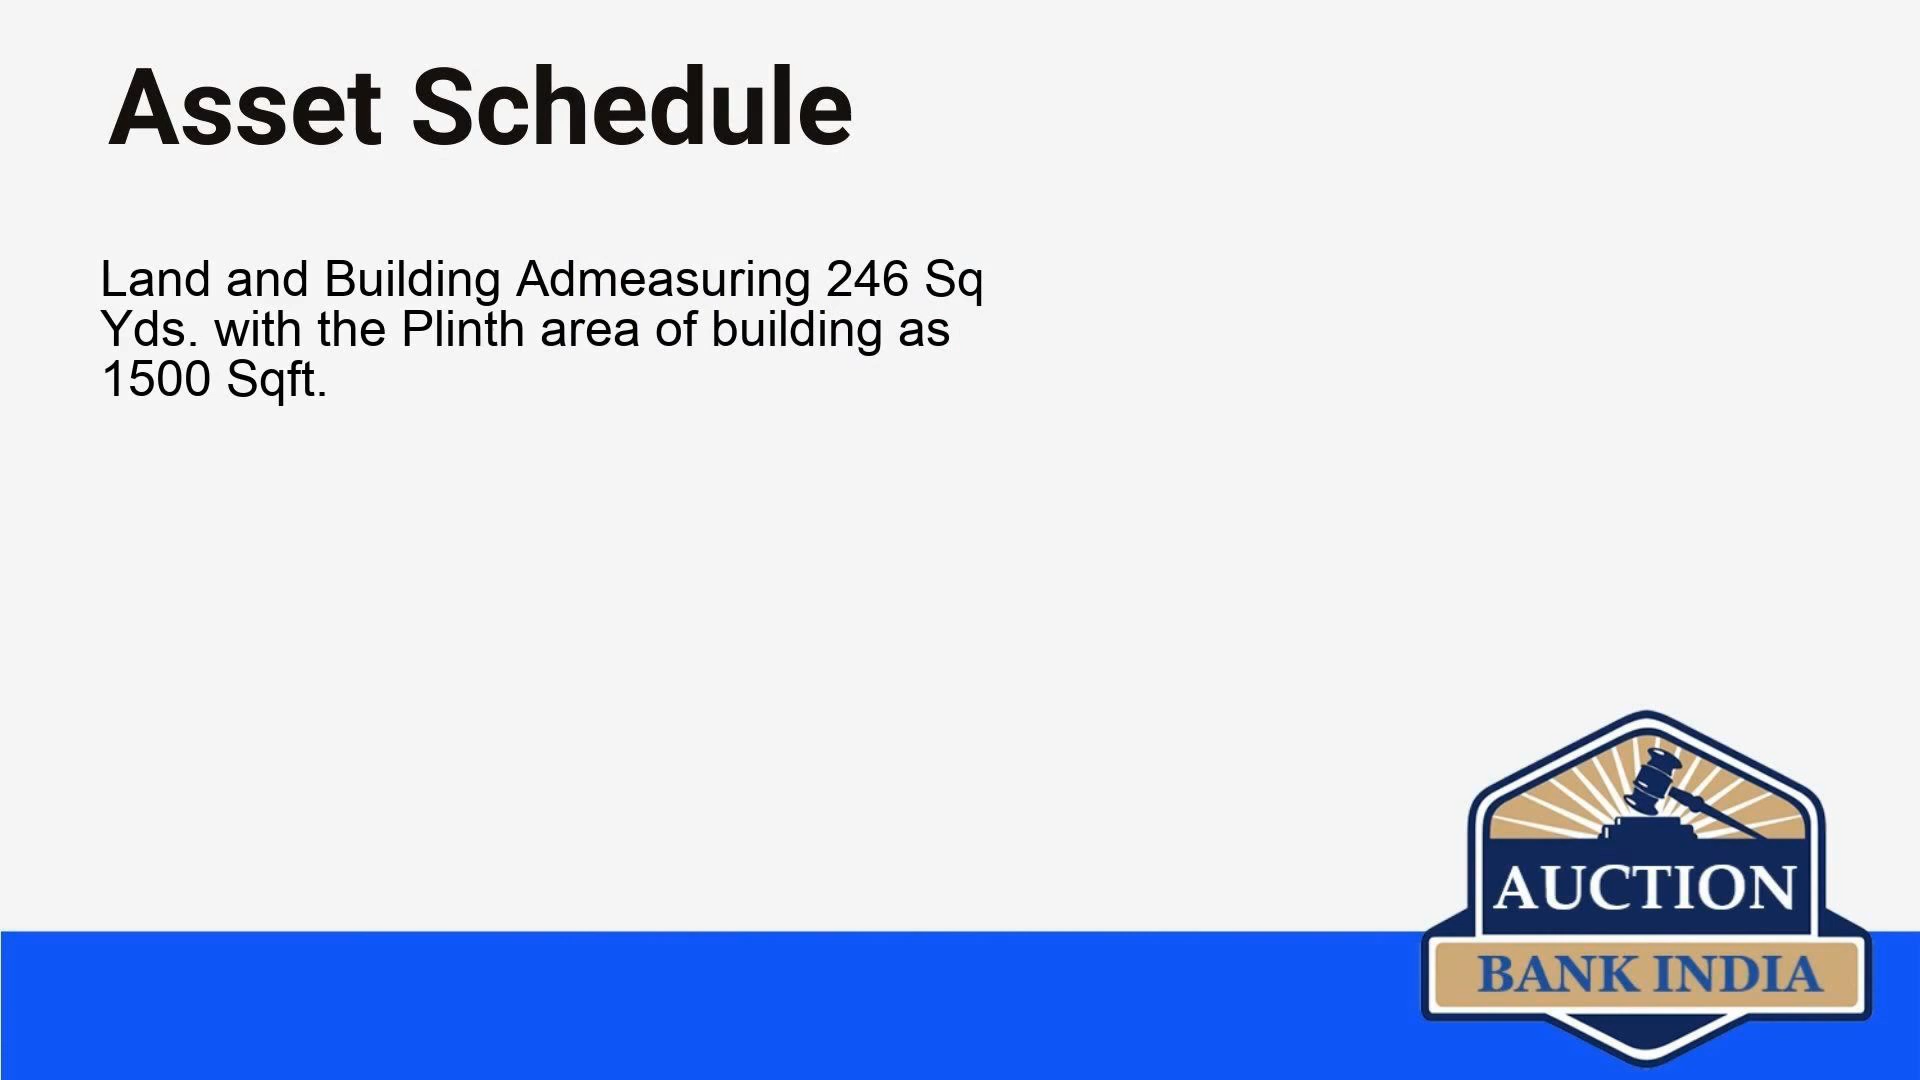 Asset Schedule
Land and Building Admeasuring 246 Sq
Yds. with the Plinth area of building as
1500 Sqft.
AUCTION
BANK INDIA